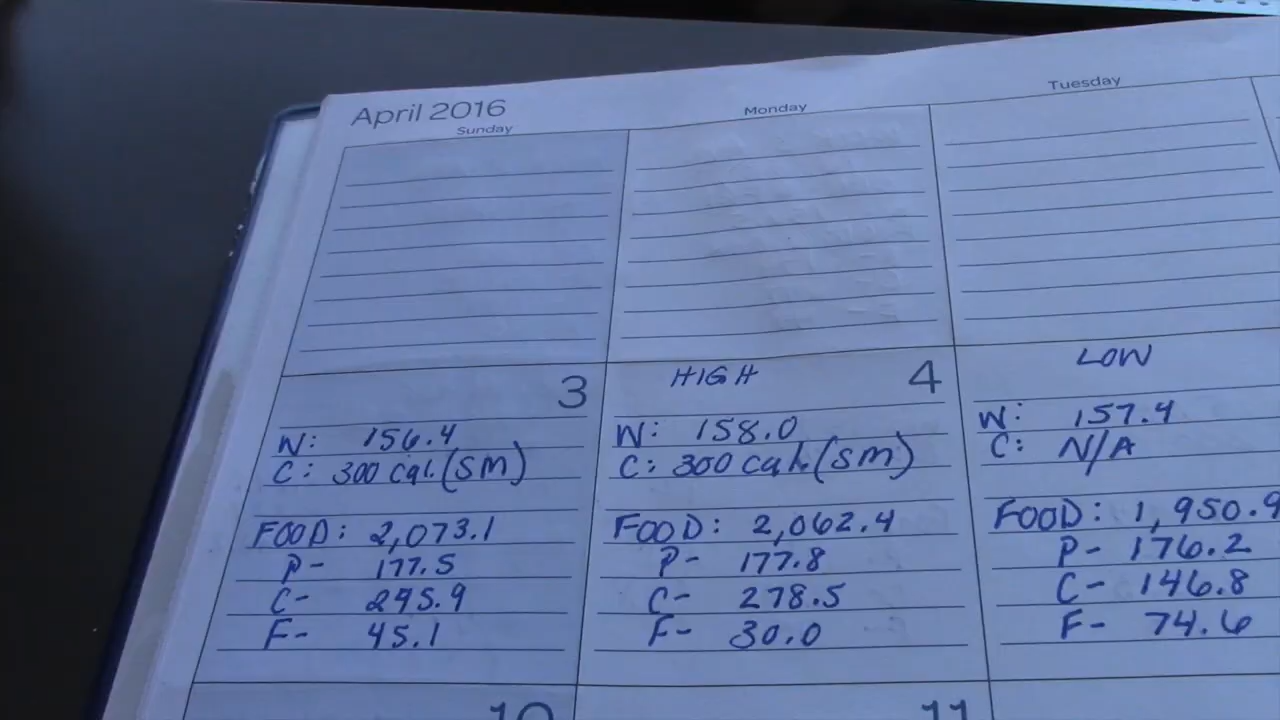 April 2016
Sunday
Monday
Tuesday
3
W: 156.4
C: 300 cal. (SM)
FOOD: 2,073.1
P- 177.5
C- 245.9
F- 45.1
HIGH
4
W: 158.0
C: 300 cal. (SM)
FOOD: 2,062.4
P- 177.8
C- 278.5
F- 30.0
LOW
W: 157.4
C: N/A
FOOD: 1,950.9
P- 176.2
C- 146.8
F- 74.6
10
11